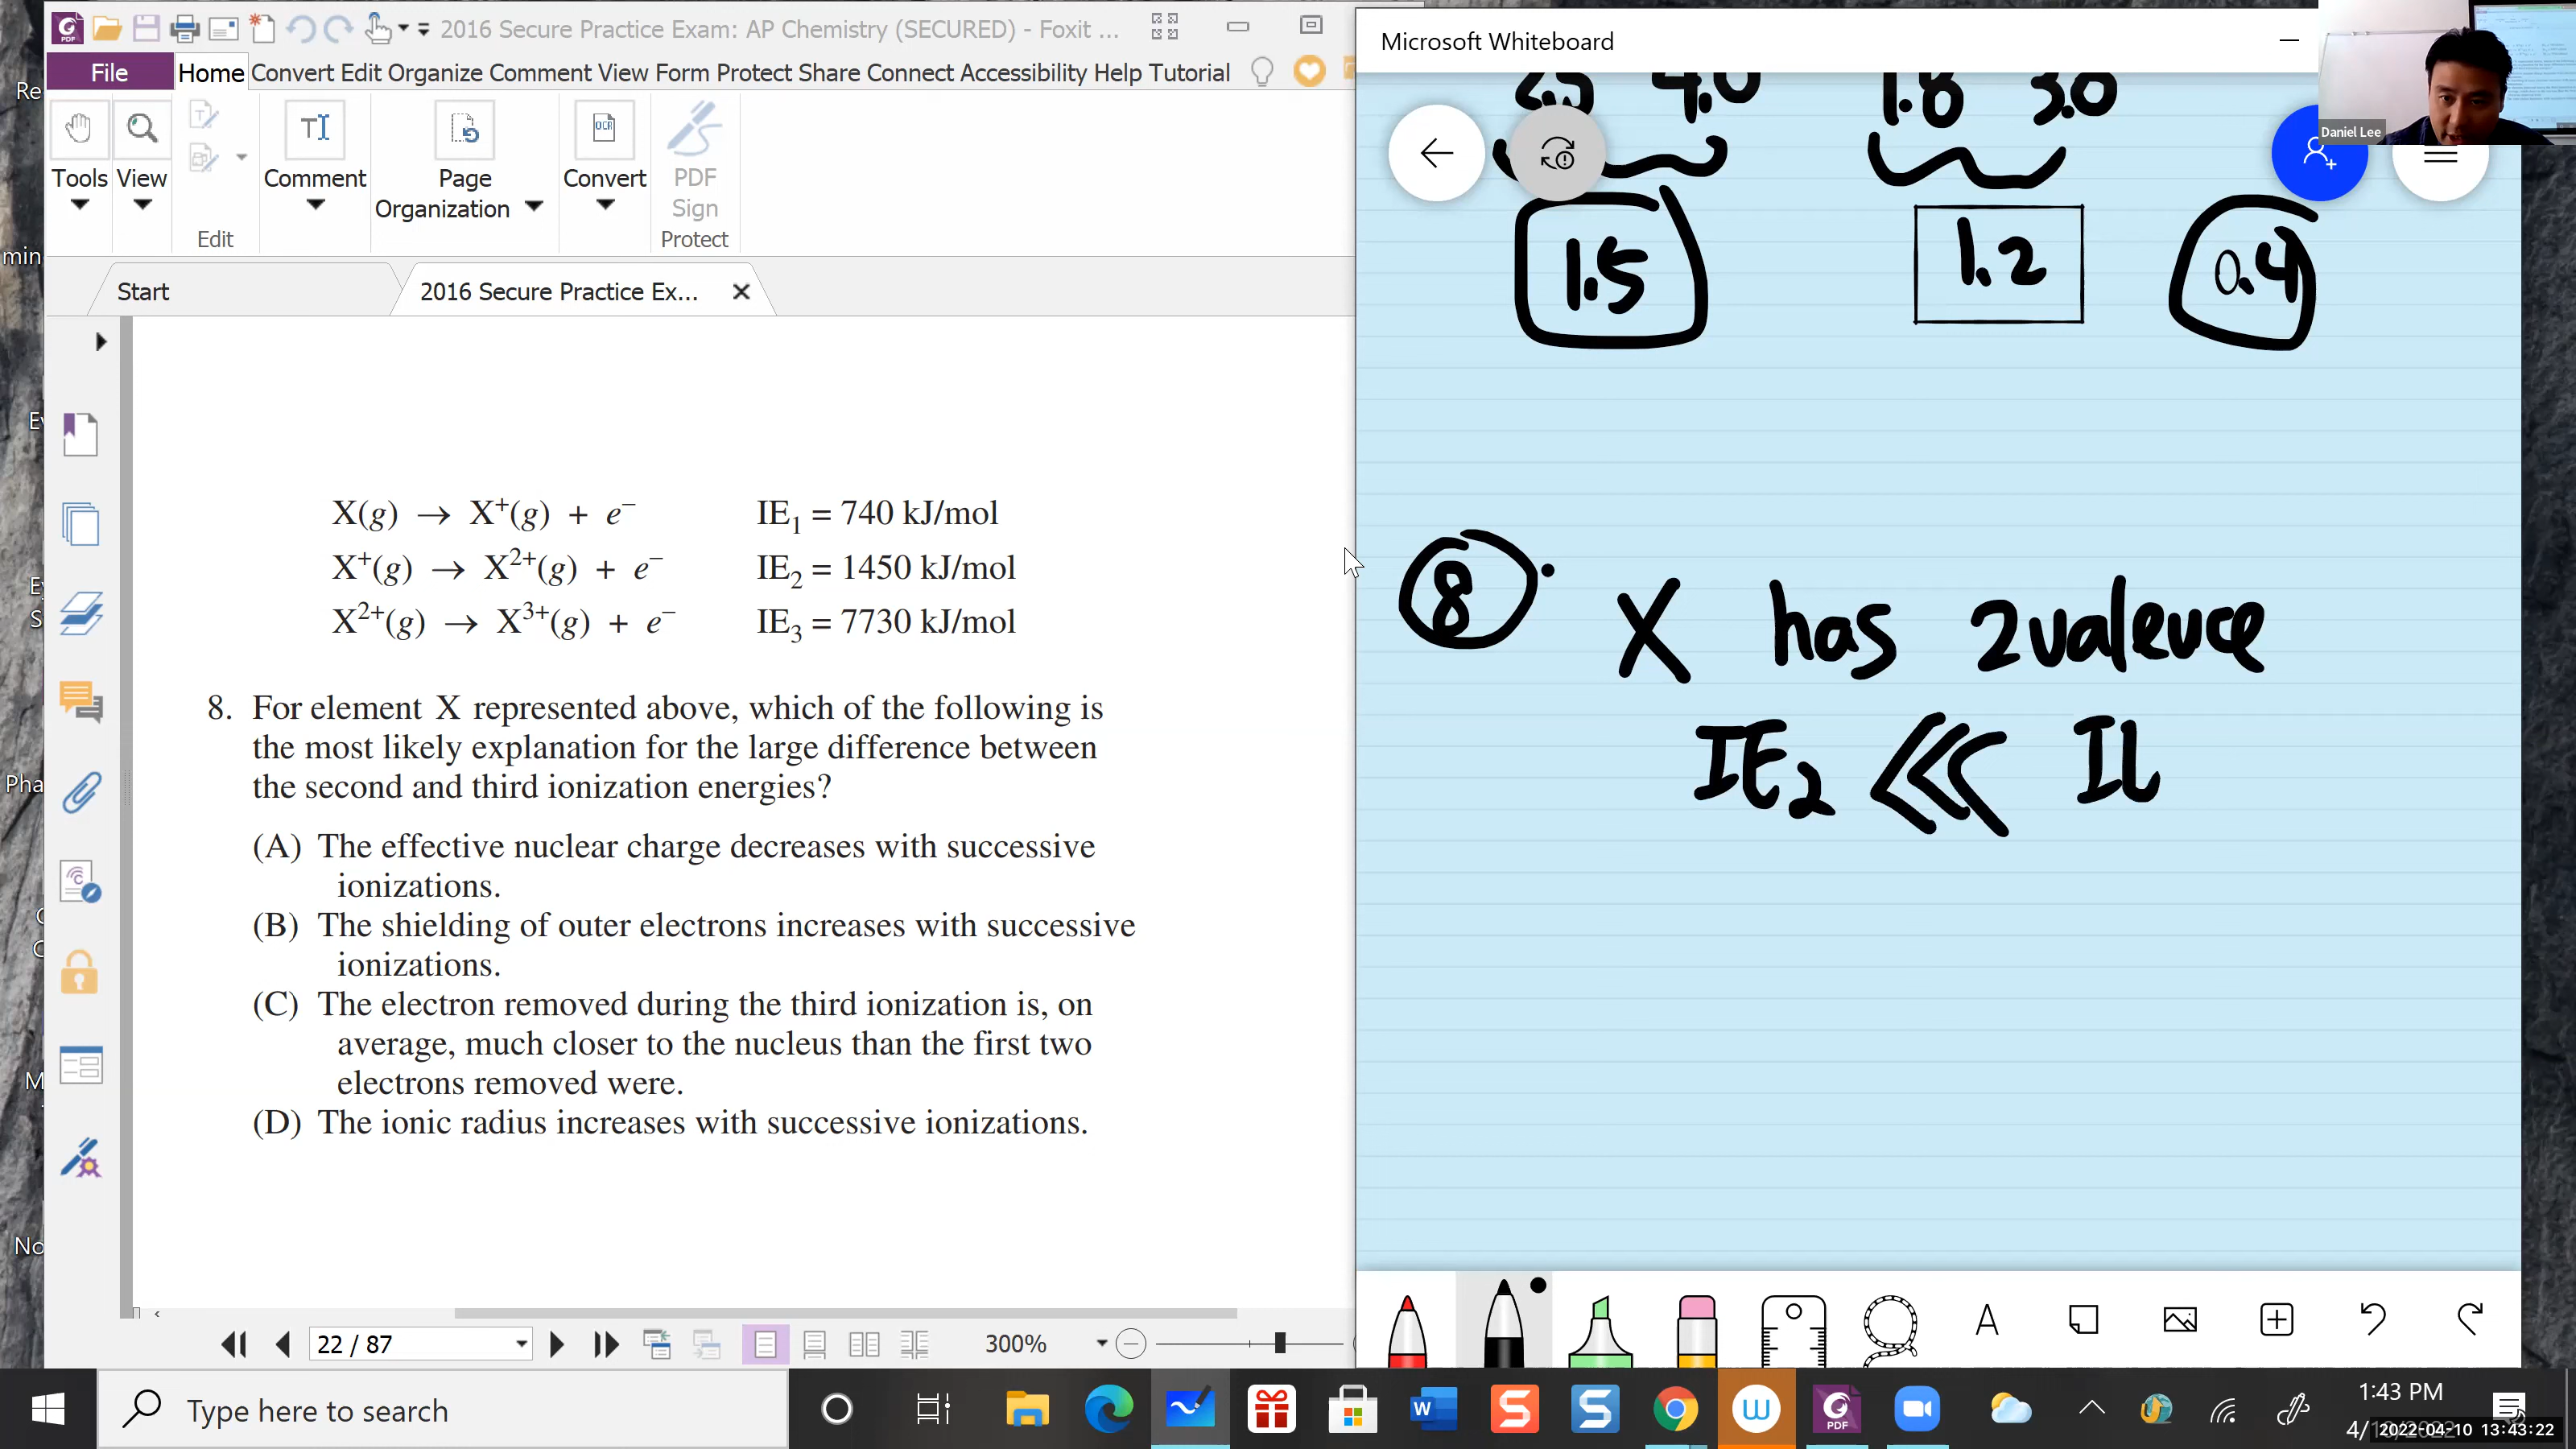 2016 Secure Practice Exam: AP Chemistry (SECURED) - Foxit ...
File Home Convert Edit Organize Comment View Form Protect Share Connect Accessibility Help Tutorial
Tools
View
Edit
Comment
Page Organization
Convert
PDF Sign
Protect
Start
2016 Secure Practice Ex...
X(g) → X⁺(g) + e⁻ IE₁ = 740 kJ/mol
X⁺(g) → X²⁺(g) + e⁻ IE₂ = 1450 kJ/mol
X²⁺(g) → X³⁺(g) + e⁻ IE₃ = 7730 kJ/mol
8. For element X represented above, which of the following is
the most likely explanation for the large difference between
the second and third ionization energies?
(A) The effective nuclear charge decreases with successive
ionizations.
(B) The shielding of outer electrons increases with successive
ionizations.
(C) The electron removed during the third ionization is, on
average, much closer to the nucleus than the first two
electrons removed were.
(D) The ionic radius increases with successive ionizations.
22 / 87
300%
Microsoft Whiteboard
Daniel Lee
4.0 1.8 3.0
1.5 1.2 0.4
8. X has 2 valence
IE₂ <<<
Type here to search
1:43 PM
2022-04-10 13:43:22